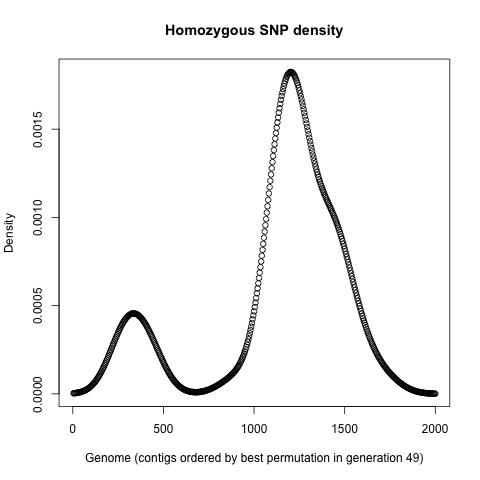 Homozygous SNP density
Density
0.0015
0.0010
0.0005
0.0000
0 500 1000 1500 2000
Genome (contigs ordered by best permutation in generation 49)